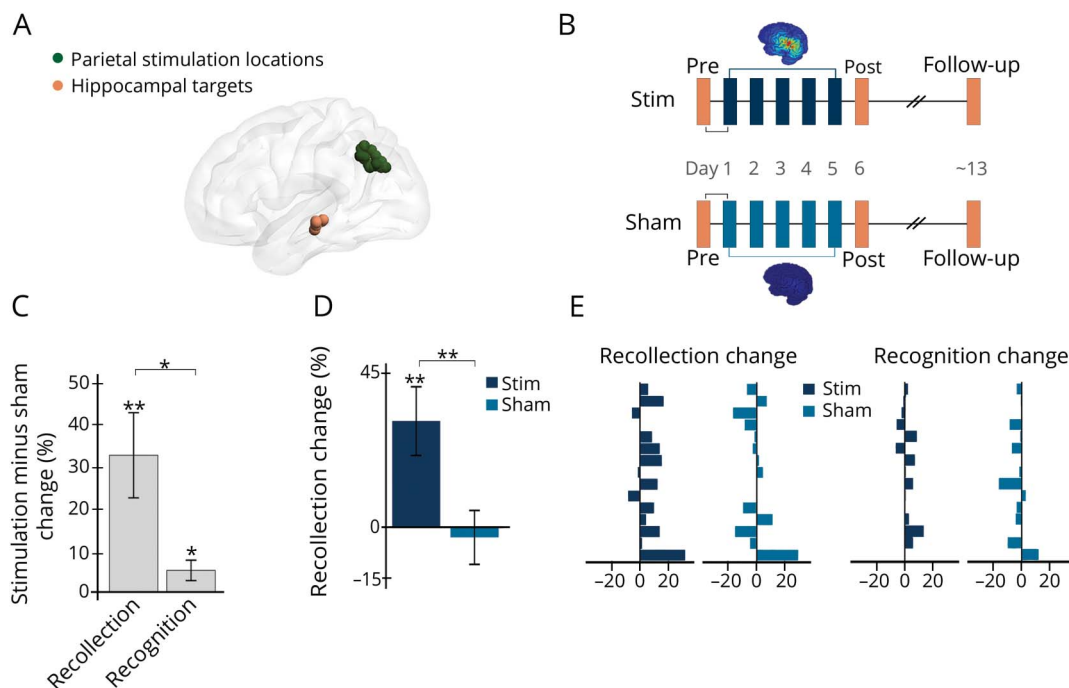 A
Parietal stimulation locations
Hippocampal targets
B
Pre
Post
Follow-up
Stim
Day 1 2 3 4 5 6 ~13
Sham
Pre
Post
Follow-up
C
Stimulation minus sham
change (%)
50
40
30
20
10
0
*
**
*
Recollection
Recognition
D
Recollection change (%)
45
0
–15
**
**
Stim
Sham
E
Recollection change
Recognition change
Stim
Sham
–20 0 20
–20 0 20
–20 0 20
–20 0 20